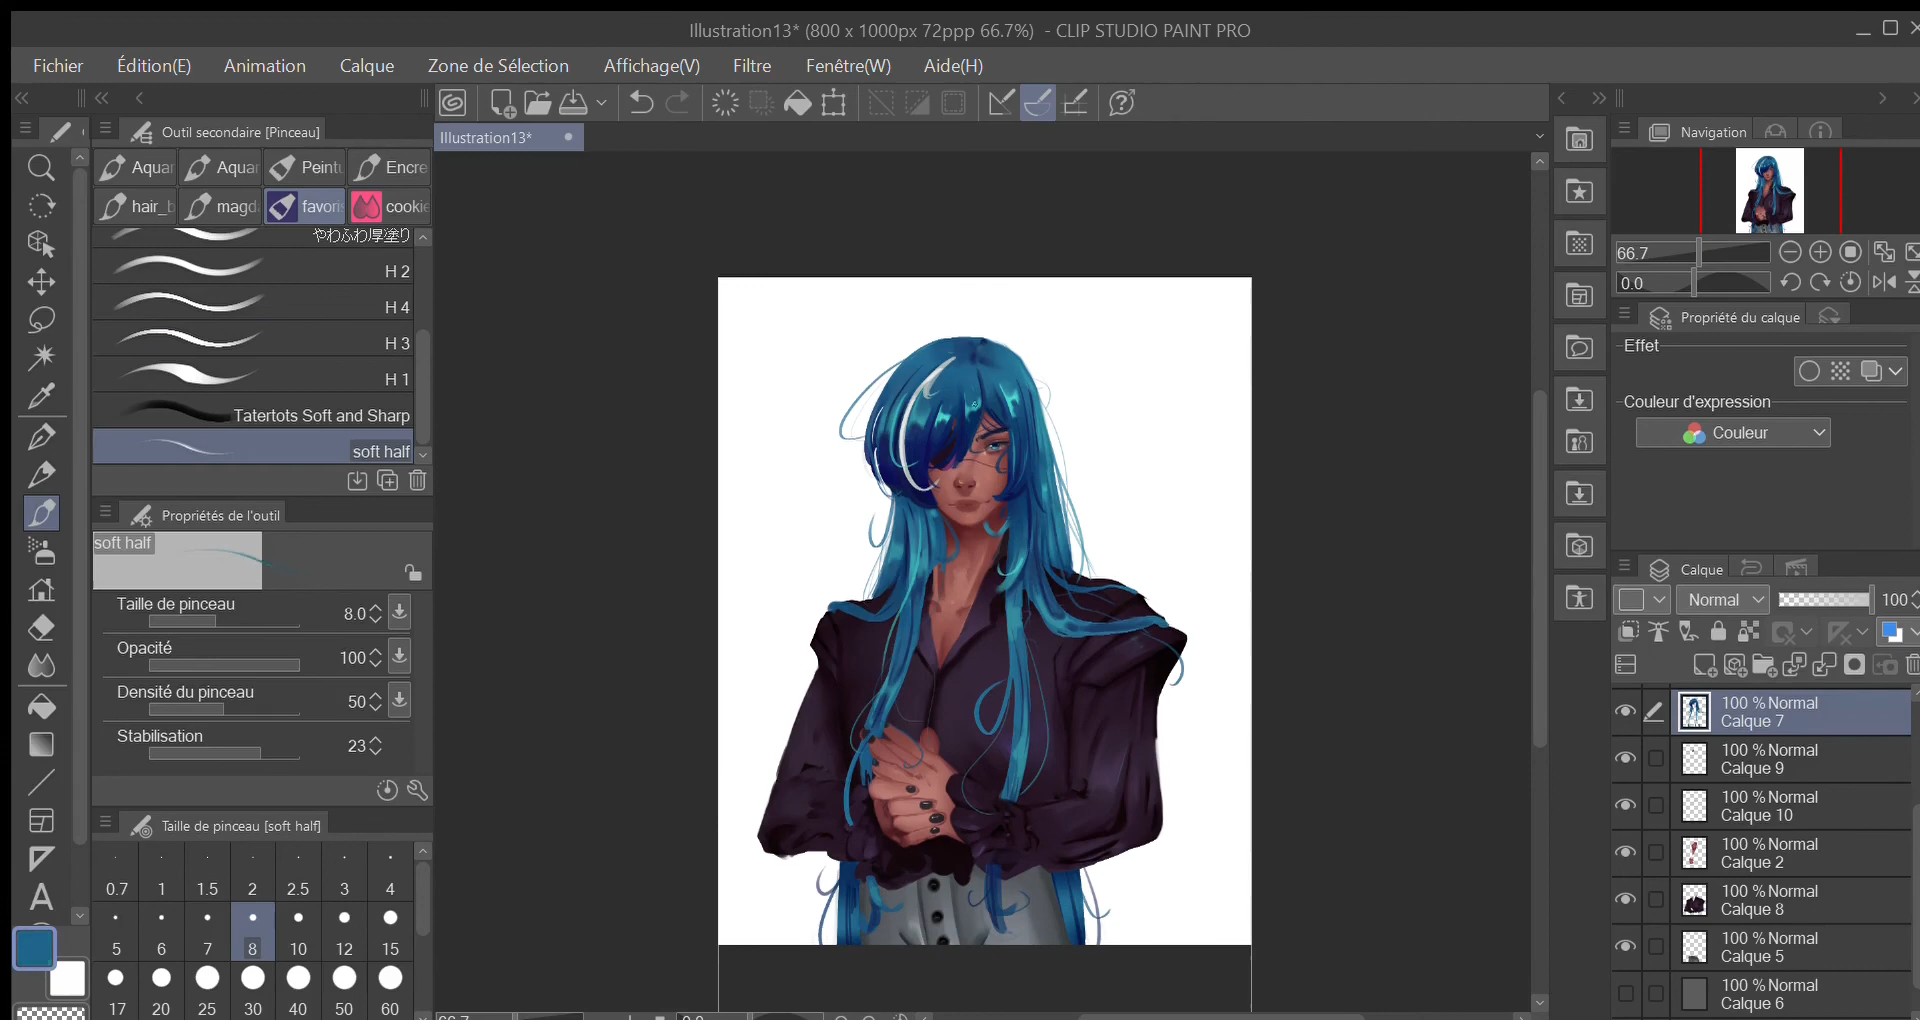 Illustration13* (800 x 1000px 72ppp 66.7%) - CLIP STUDIO PAINT PRO
Fichier Édition(E) Animation Calque Zone de Sélection Affichage(V) Filtre Fenêtre(W) Aide(H)
Outil secondaire [Pinceau]
Illustration13*
Aquar Aquar Peintu Encre
hair_b magd favoris cookie
やわふわ厚塗り
H 2
H 4
H 3
H 1
Tatertots Soft and Sharp
soft half
Propriétés de l'outil
soft half
Taille de pinceau 8.0
Opacité 100
Densité du pinceau 50
Stabilisation 23
Taille de pinceau [soft half]
0.7 1 1.5 2 2.5 3 4
5 6 7 8 10 12 15
17 20 25 30 40 50 60
A
Navigation
66.7
0.0
Propriété du calque
Effet
Couleur d'expression
Couleur
Calque
Normal 100
100 % Normal
Calque 7
100 % Normal
Calque 9
100 % Normal
Calque 10
100 % Normal
Calque 2
100 % Normal
Calque 8
100 % Normal
Calque 5
100 % Normal
Calque 6
66.7 0.0